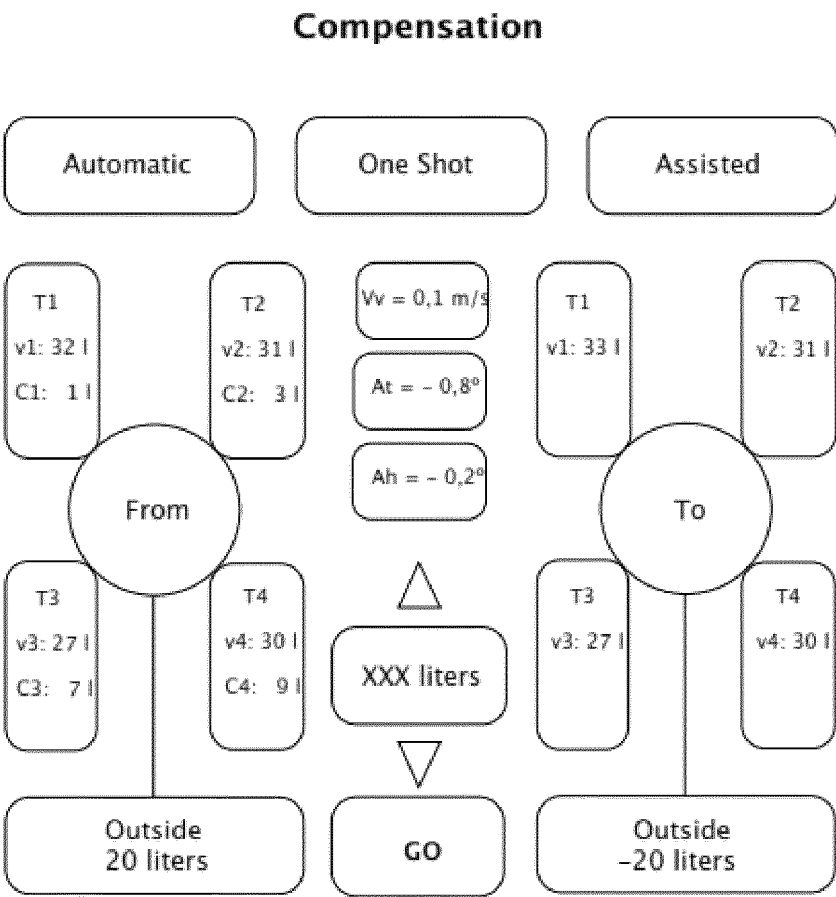 Compensation
Automatic
One Shot
Assisted
T1
v1: 32 l
C1: 1 l
T2
v2: 31 l
C2: 3 l
Vv = 0,1 m/s
At = - 0,8º
Ah = - 0,2º
T1
v1: 33 l
T2
v2: 31 l
From
To
T3
v3: 27 l
C3: 7 l
T4
v4: 30 l
C4: 9 l
XXX liters
T3
v3: 27 l
T4
v4: 30 l
Outside
20 liters
GO
Outside
-20 liters